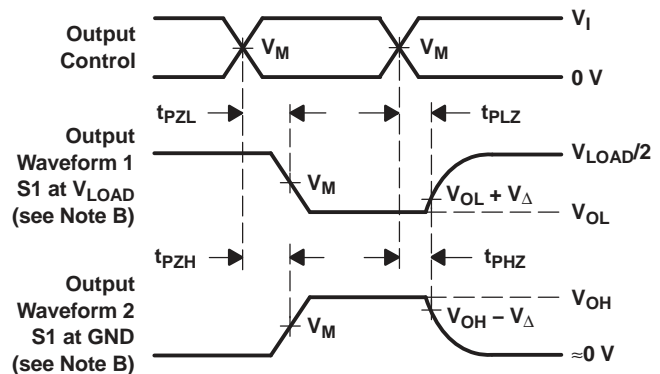 Output
Control
V_M
V_M
V_I
0 V
t_PZL
t_PLZ
Output
Waveform 1
S1 at V_LOAD
(see Note B)
V_M
V_LOAD/2
V_OL + V_Δ
V_OL
t_PZH
t_PHZ
Output
Waveform 2
S1 at GND
(see Note B)
V_M
V_OH
V_OH − V_Δ
≈0 V